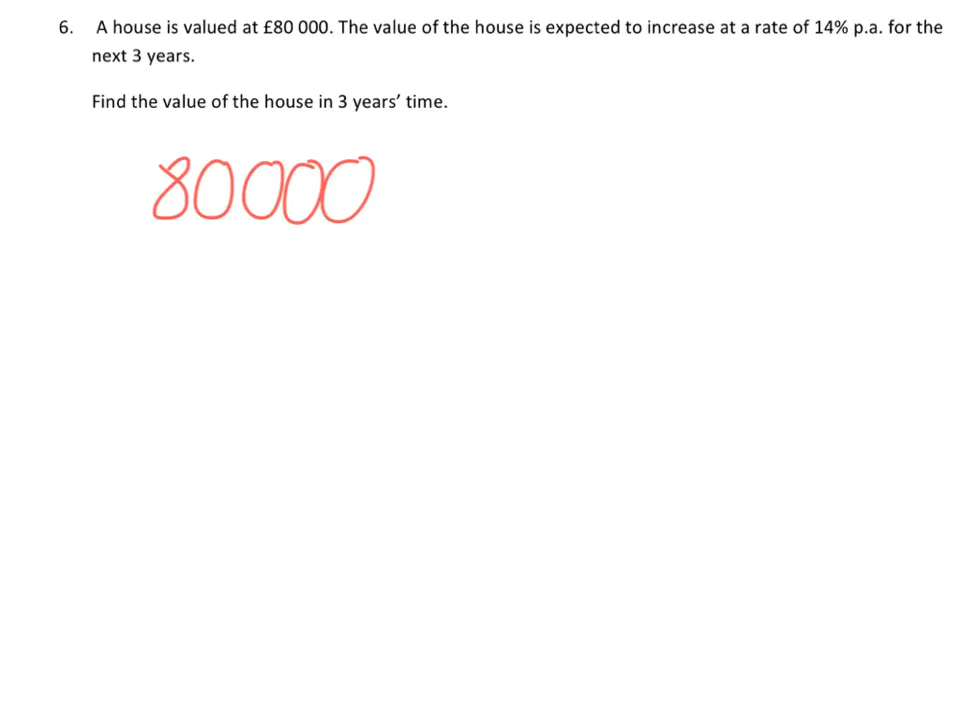 6. A house is valued at £80 000. The value of the house is expected to increase at a rate of 14% p.a. for the
next 3 years.
Find the value of the house in 3 years’ time.
80000